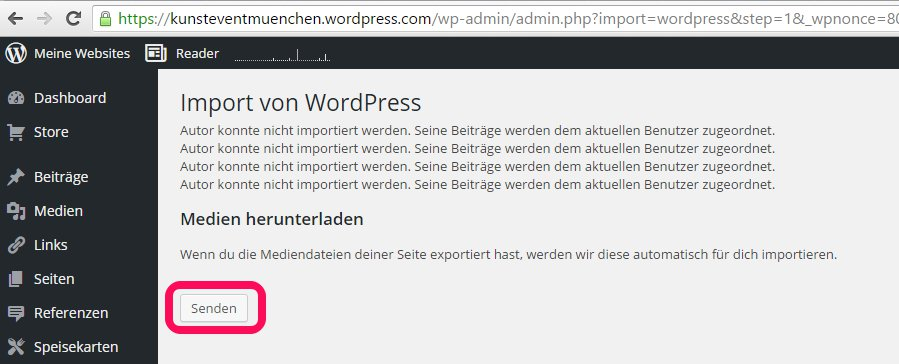 https://kunsteventmuenchen.wordpress.com/wp-admin/admin.php?import=wordpress&step=1&_wpnonce=80
Meine Websites Reader
Dashboard
Store
Beiträge
Medien
Links
Seiten
Referenzen
Speisekarten
Import von WordPress
Autor konnte nicht importiert werden. Seine Beiträge werden dem aktuellen Benutzer zugeordnet.
Autor konnte nicht importiert werden. Seine Beiträge werden dem aktuellen Benutzer zugeordnet.
Autor konnte nicht importiert werden. Seine Beiträge werden dem aktuellen Benutzer zugeordnet.
Autor konnte nicht importiert werden. Seine Beiträge werden dem aktuellen Benutzer zugeordnet.
Medien herunterladen
Wenn du die Mediendateien deiner Seite exportiert hast, werden wir diese automatisch für dich importieren.
Senden